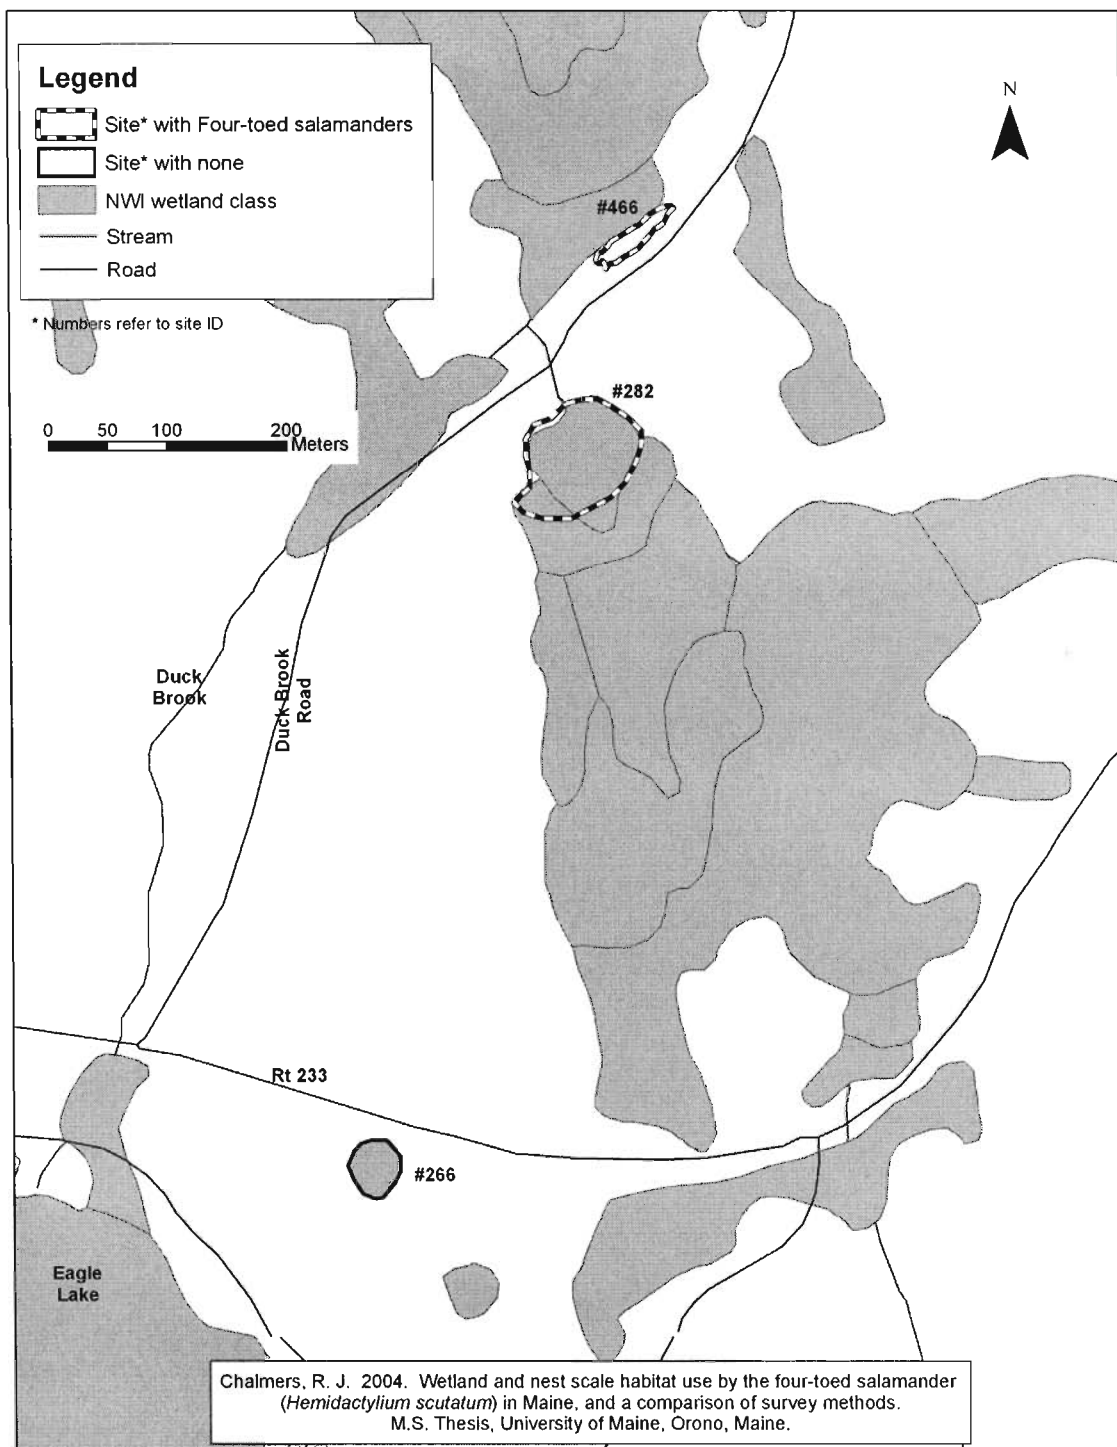 Legend
Site* with Four-toed salamanders
Site* with none
NWI wetland class
Stream
Road
* Numbers refer to site ID
0 50 100 200
Meters
N
#466
#282
Duck
Brook
Duck Brook
Road
Rt 233
#266
Eagle
Lake
Chalmers, R. J. 2004. Wetland and nest scale habitat use by the four-toed salamander
(Hemidactylium scutatum) in Maine, and a comparison of survey methods.
M.S. Thesis, University of Maine, Orono, Maine.